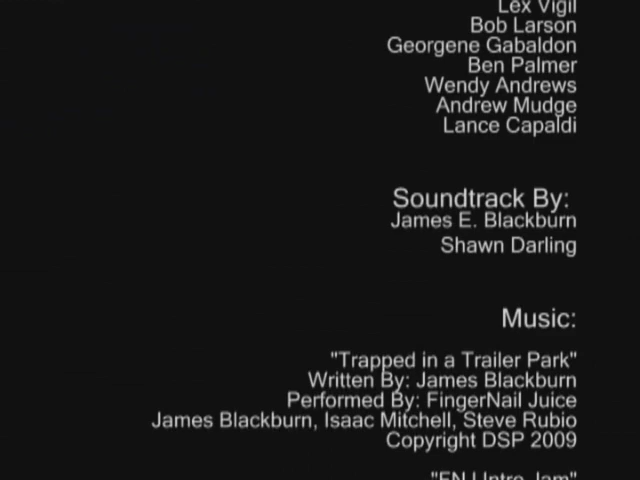 Lex Vigil
Bob Larson
Georgene Gabaldon
Ben Palmer
Wendy Andrews
Andrew Mudge
Lance Capaldi
Soundtrack By:
James E. Blackburn
Shawn Darling
Music:
"Trapped in a Trailer Park"
Written By: James Blackburn
Performed By: FingerNail Juice
James Blackburn, Isaac Mitchell, Steve Rubio
Copyright DSP 2009
Jam"